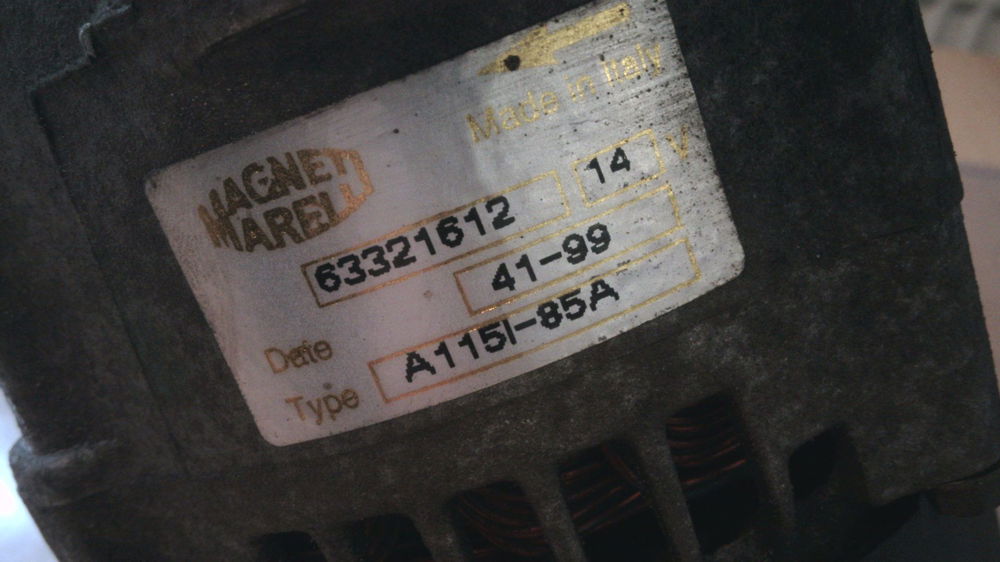 Made in Italy
MAGNETI
MARELLI
63321612 14 V
Date 41-99
Type A115I-85A